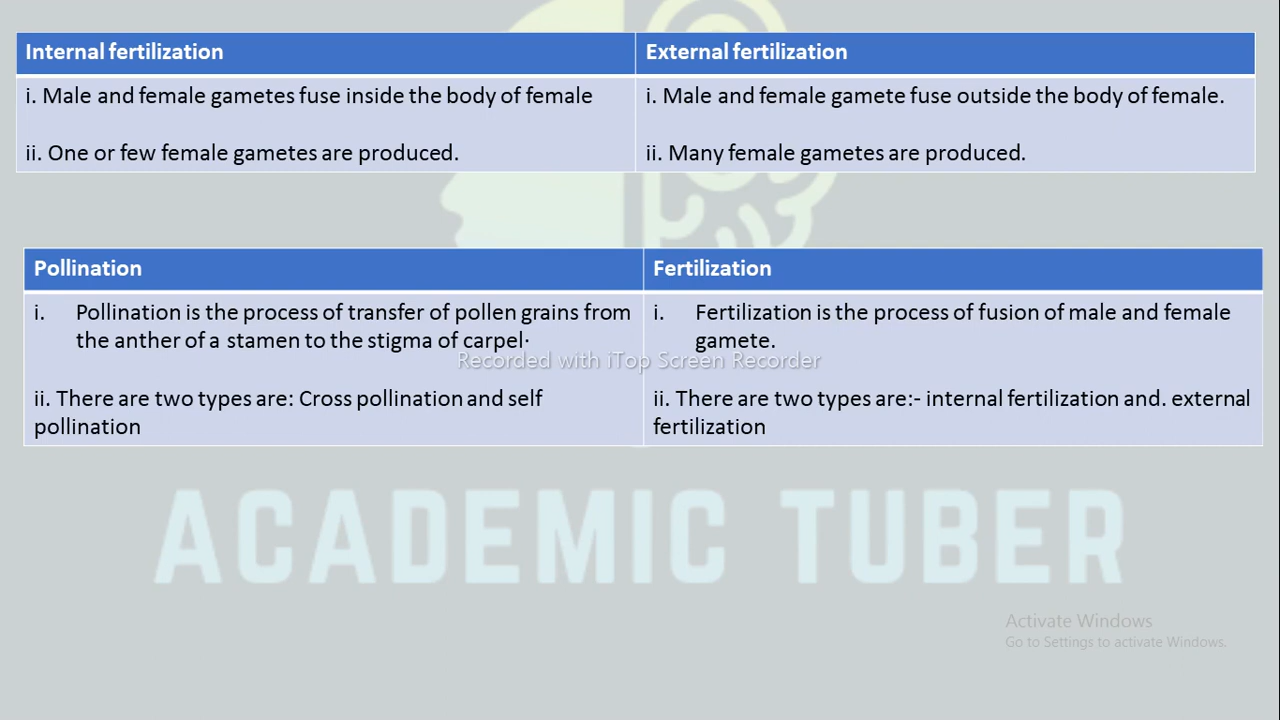 Internal fertilization
External fertilization
i. Male and female gametes fuse inside the body of female
ii. One or few female gametes are produced.
i. Male and female gamete fuse outside the body of female.
ii. Many female gametes are produced.
Pollination
Fertilization
i. Pollination is the process of transfer of pollen grains from
the anther of a stamen to the stigma of carpel·
ii. There are two types are: Cross pollination and self
pollination
i. Fertilization is the process of fusion of male and female
gamete.
ii. There are two types are:- internal fertilization and. external
fertilization
Recorded with iTop Screen Recorder
ACADEMIC TUBER
Activate Windows
Go to Settings to activate Windows.